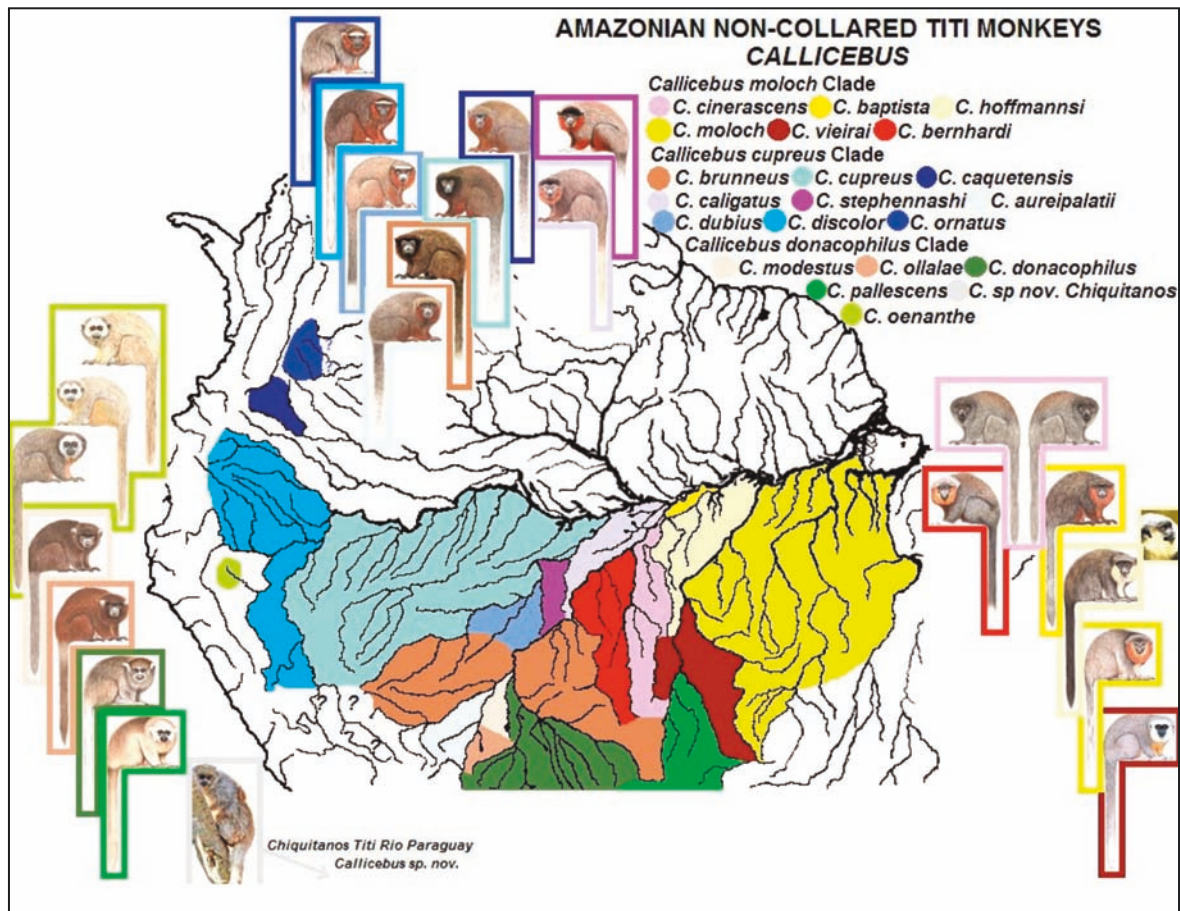 AMAZONIAN NON-COLLARED TITI MONKEYS
CALLICEBUS
Callicebus moloch Clade
C. cinerascens C. baptista C. hoffmannsi
C. moloch C. vieirai C. bernhardi
Callicebus cupreus Clade
C. brunneus C. cupreus C. caquetensis
C. caligatus C. stephennashi C. aureipalatii
C. dubius C. discolor C. ornatus
Callicebus donacophilus Clade
C. modestus C. ollalae C. donacophilus
C. pallescens C. sp nov. Chiquitanos
C. oenanthe
? ?
Chiquitanos Titi Rio Paraguay
Callicebus sp. nov.